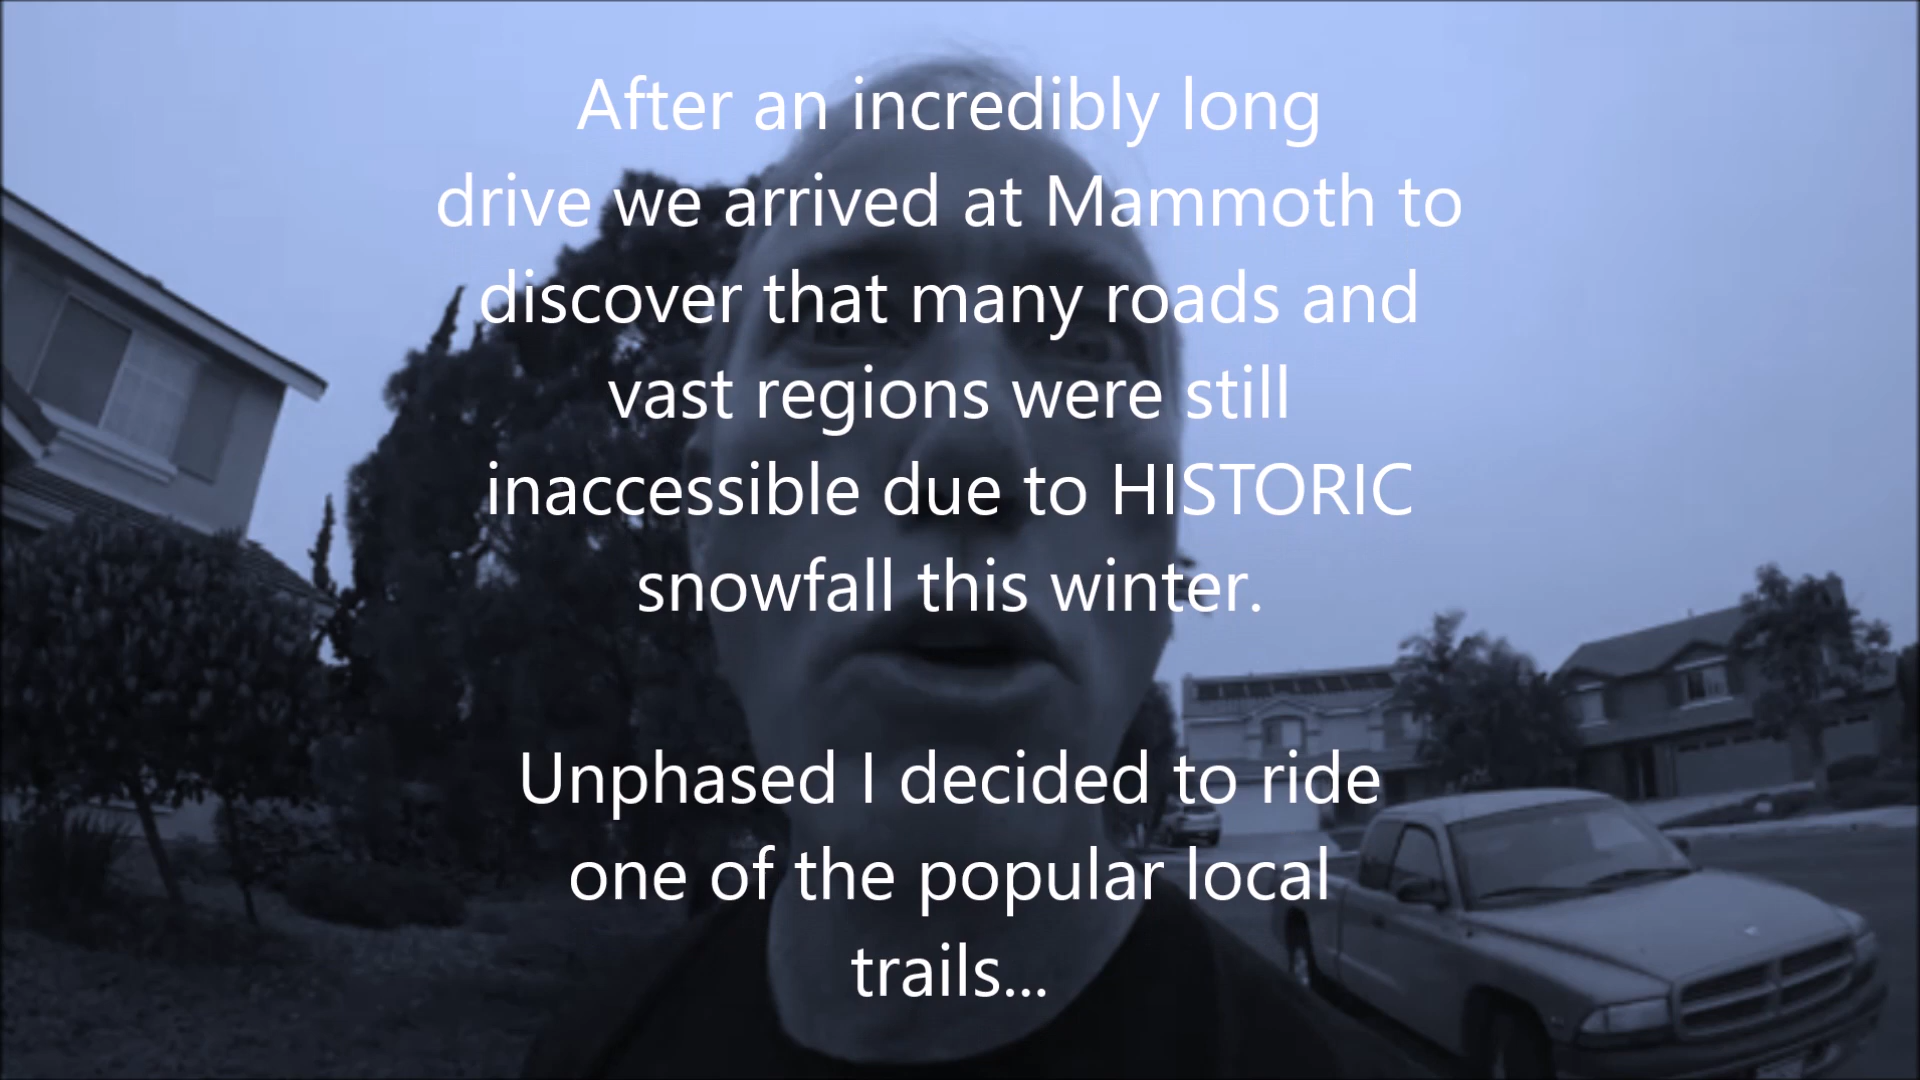 After an incredibly long
drive we arrived at Mammoth to
discover that many roads and
vast regions were still
inaccessible due to HISTORIC
snowfall this winter.
Unphased I decided to ride
one of the popular local
trails...